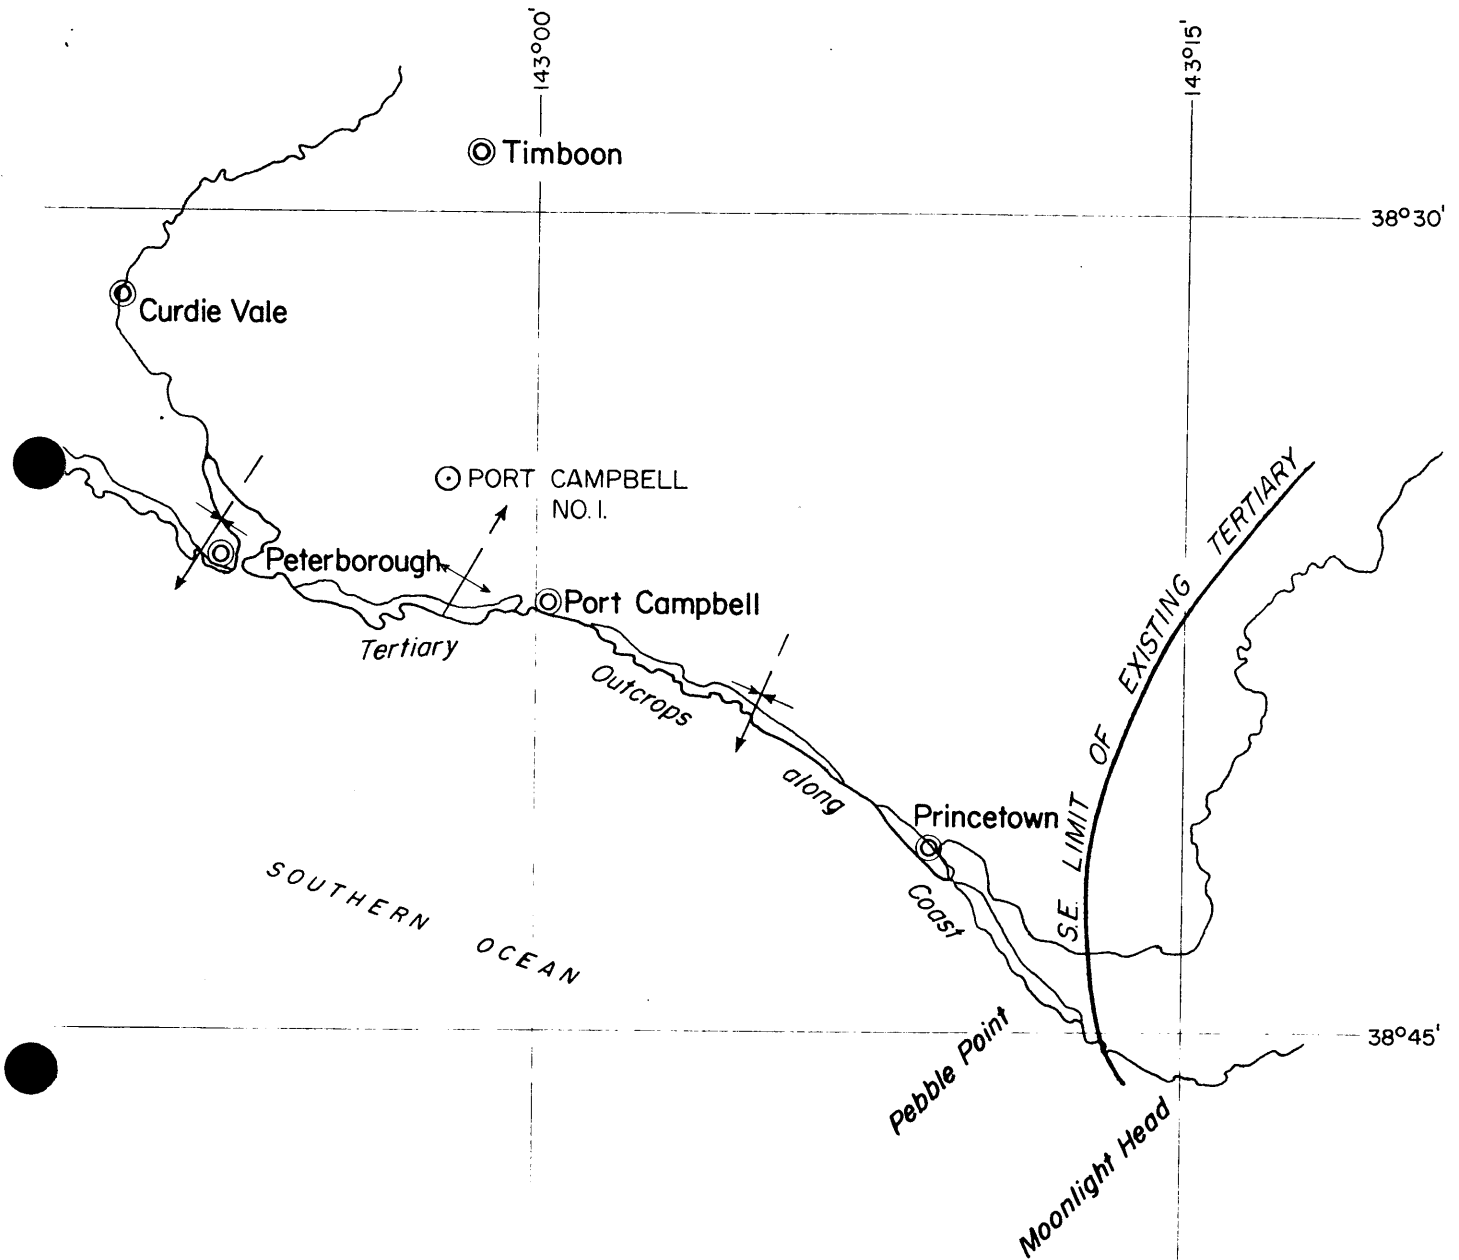 143°00'
143°15'
Timboon
38°30'
Curdie Vale
PORT CAMPBELL
NO. 1.
Peterborough
Port Campbell
Tertiary
Outcrops
along
Coast
Princetown
S.E. LIMIT OF EXISTING TERTIARY
SOUTHERN OCEAN
38°45'
Pebble Point
Moonlight Head